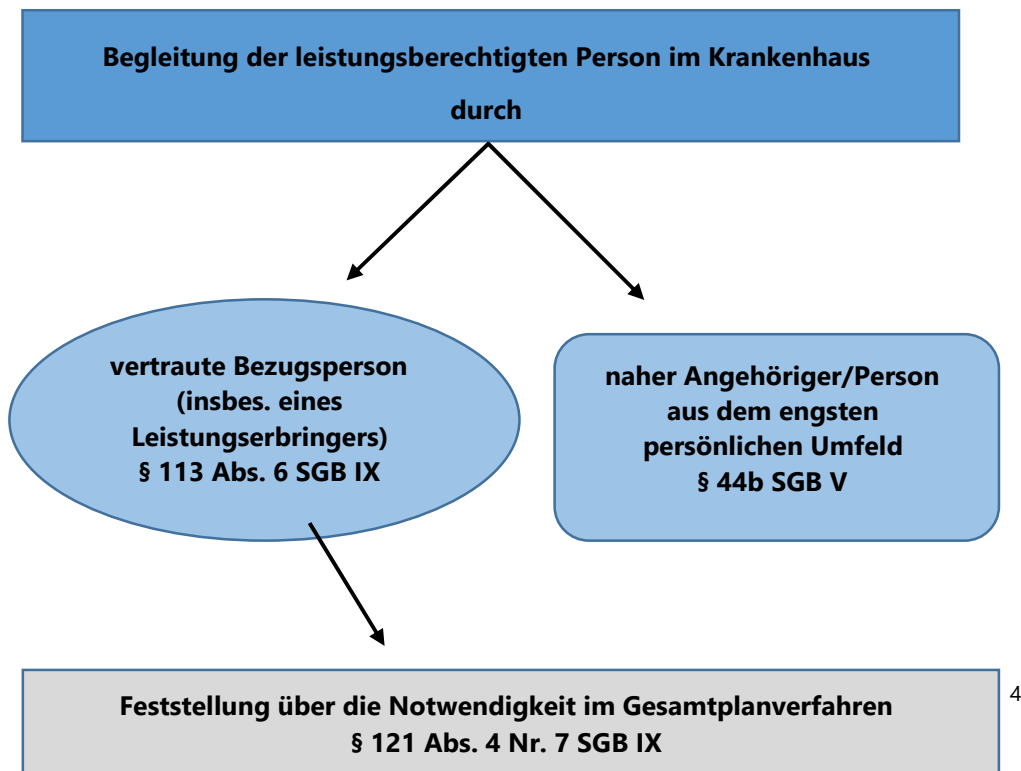 Begleitung der leistungsberechtigten Person im Krankenhaus
durch
vertraute Bezugsperson
(insbes. eines
Leistungserbringers)
§ 113 Abs. 6 SGB IX
naher Angehöriger/Person
aus dem engsten
persönlichen Umfeld
§ 44b SGB V
Feststellung über die Notwendigkeit im Gesamtplanverfahren
§ 121 Abs. 4 Nr. 7 SGB IX
4